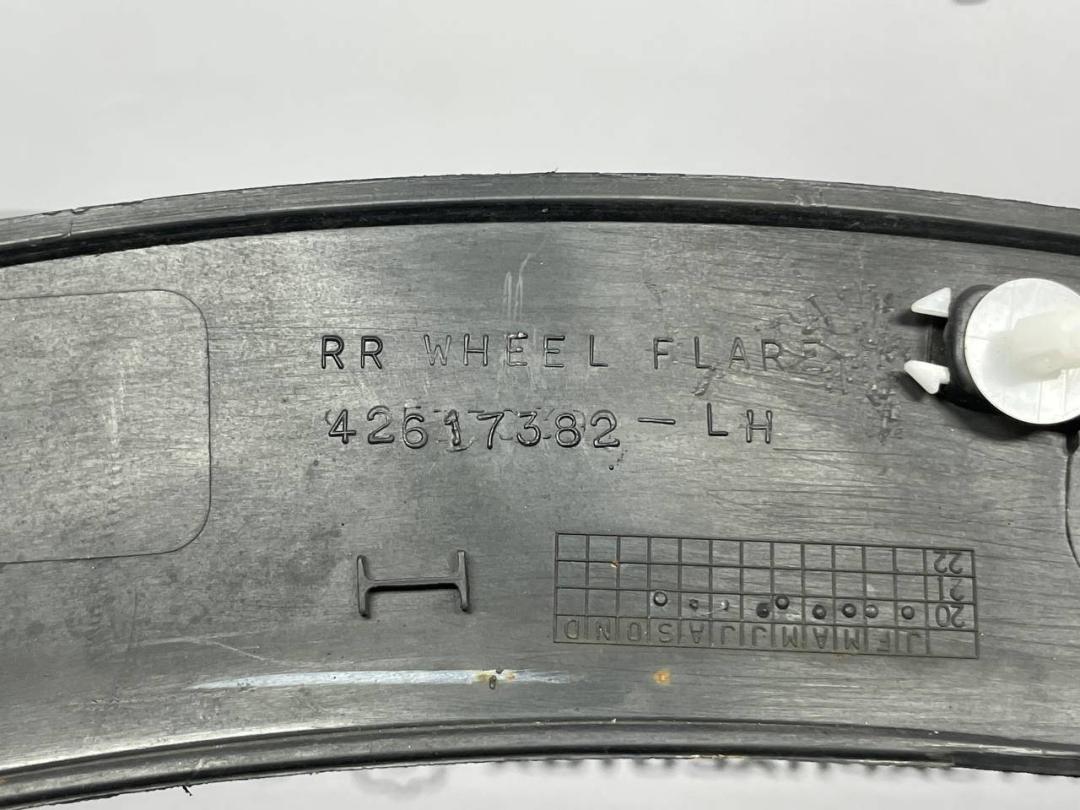 RR WHEEL FLARE
42617382-LH
22
21
20
J F M A M J J A S O N D